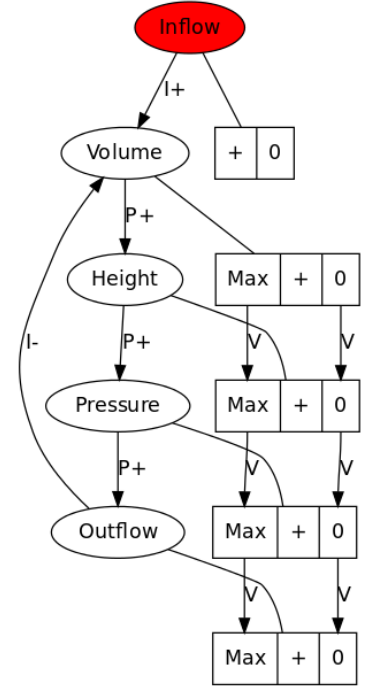 Inflow
I+
Volume
+ 0
P+
Height
Max + 0
I-
P+
V V
Pressure
Max + 0
P+
V V
Outflow
Max + 0
V V
Max + 0